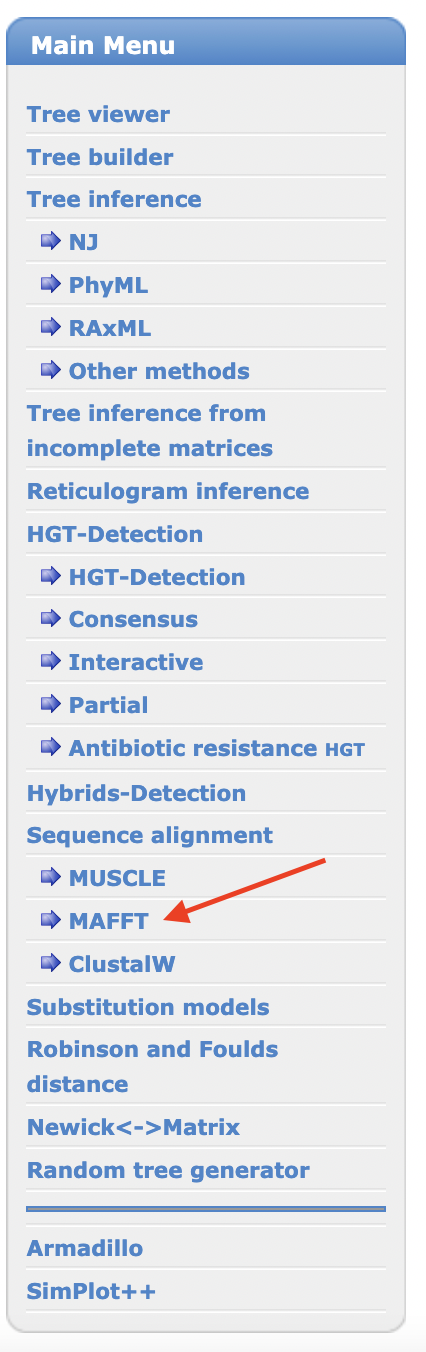 Main Menu
Tree viewer
Tree builder
Tree inference
NJ
PhyML
RAxML
Other methods
Tree inference from
incomplete matrices
Reticulogram inference
HGT-Detection
HGT-Detection
Consensus
Interactive
Partial
Antibiotic resistance HGT
Hybrids-Detection
Sequence alignment
MUSCLE
MAFFT
ClustalW
Substitution models
Robinson and Foulds
distance
Newick<->Matrix
Random tree generator
Armadillo
SimPlot++